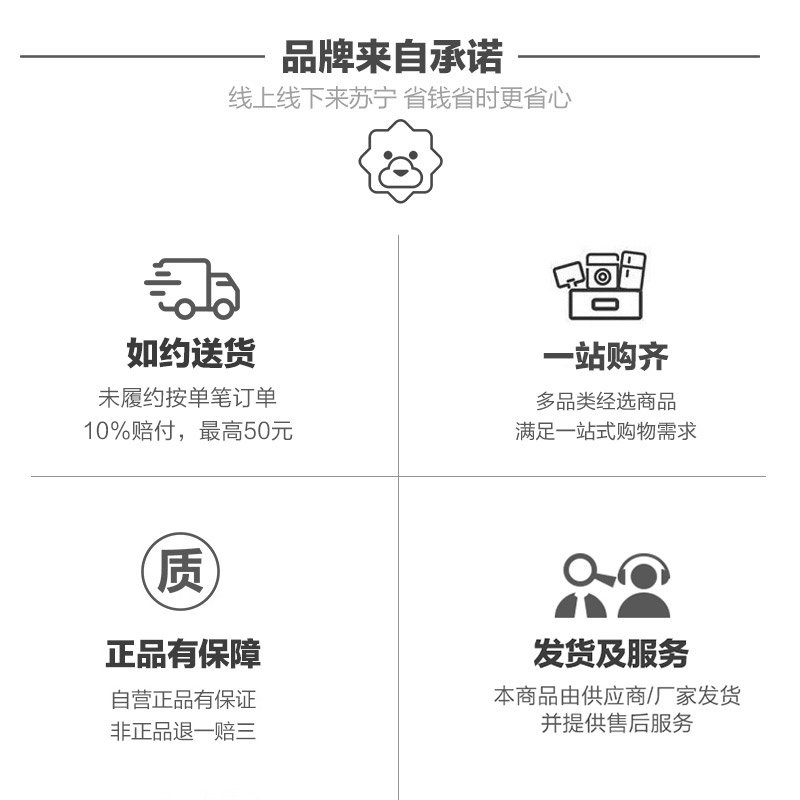 品牌来自承诺
线上线下来苏宁 省钱省时更省心
如约送货
未履约按单笔订单
10%赔付，最高50元
一站购齐
多品类经选商品
满足一站式购物需求
质
正品有保障
自营正品有保证
非正品退一赔三
发货及服务
本商品由供应商/厂家发货
并提供售后服务